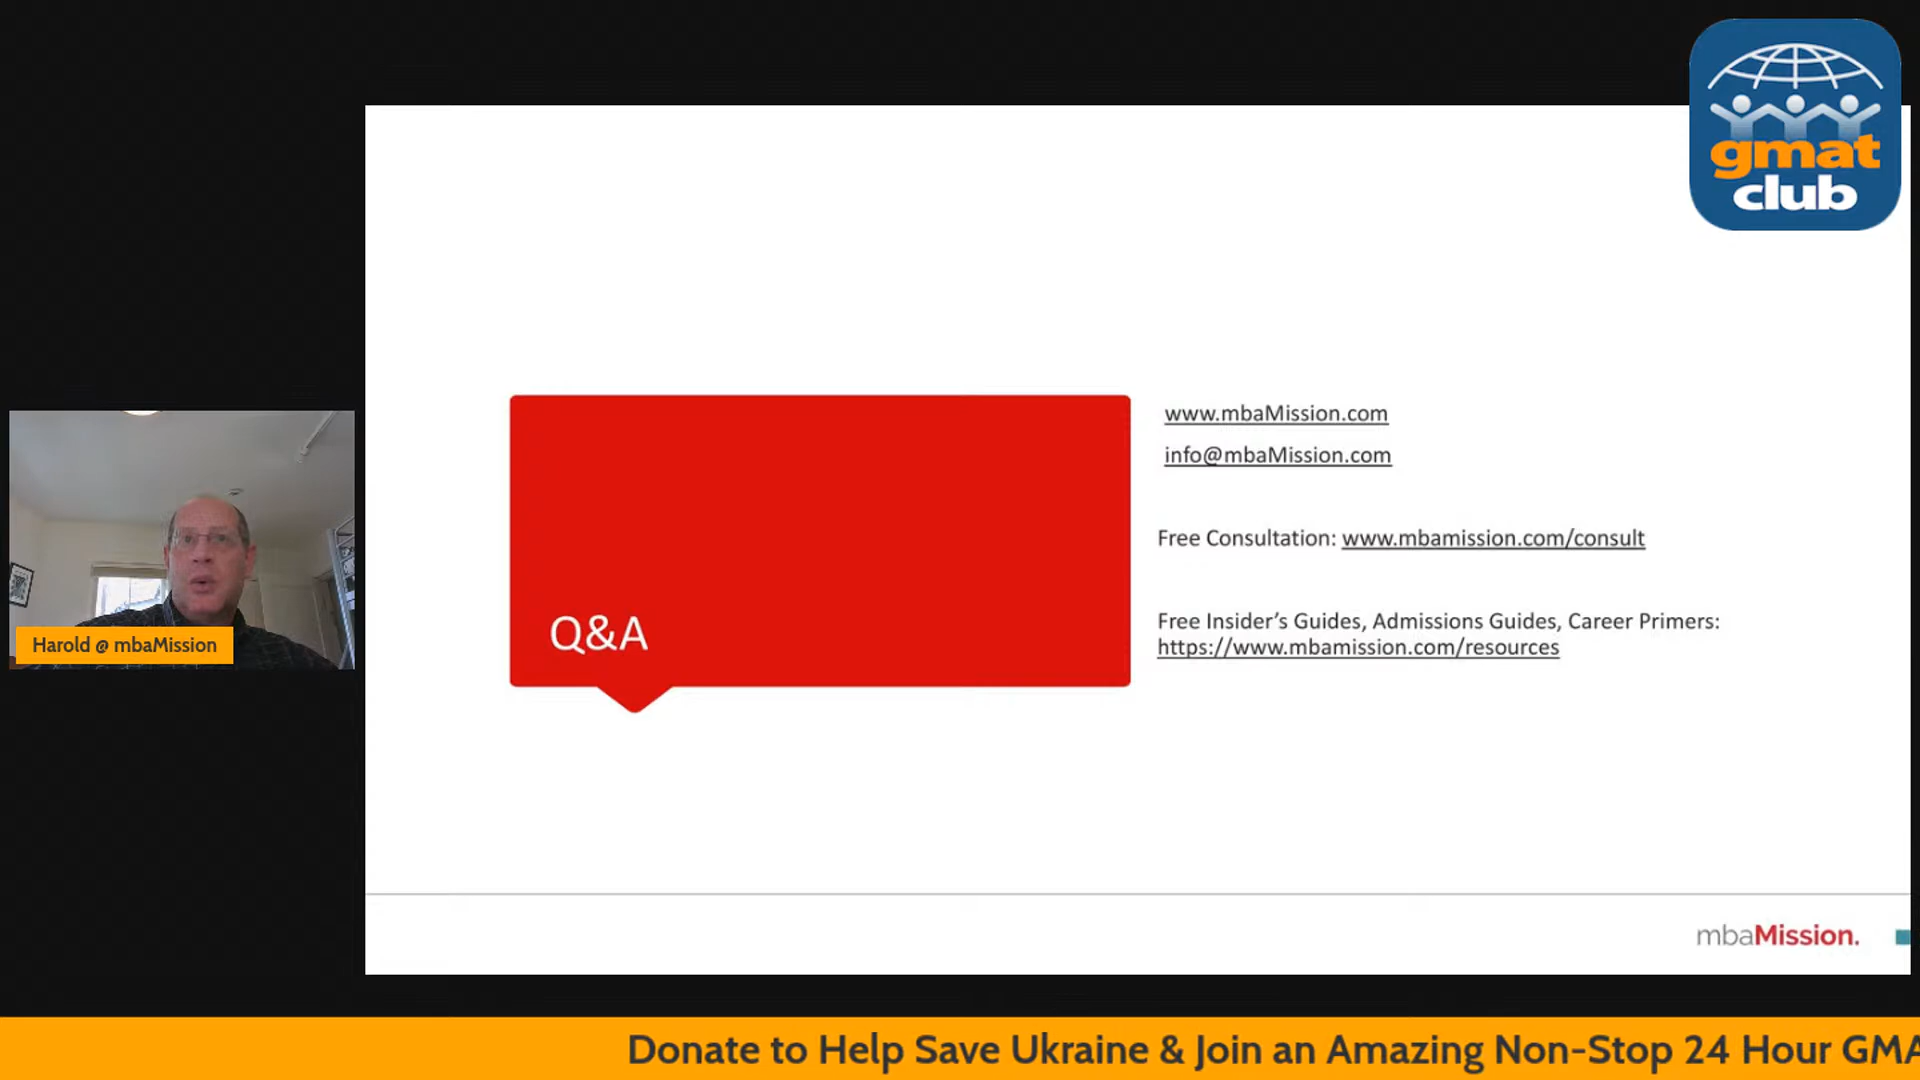 gmat
club
www.mbaMission.com
info@mbaMission.com
Free Consultation: www.mbamission.com/consult
Q&A
Free Insider's Guides, Admissions Guides, Career Primers:
https://www.mbamission.com/resources
Harold @ mbaMission
mbaMission.
Donate to Help Save Ukraine & Join an Amazing Non-Stop 24 Hour GMA